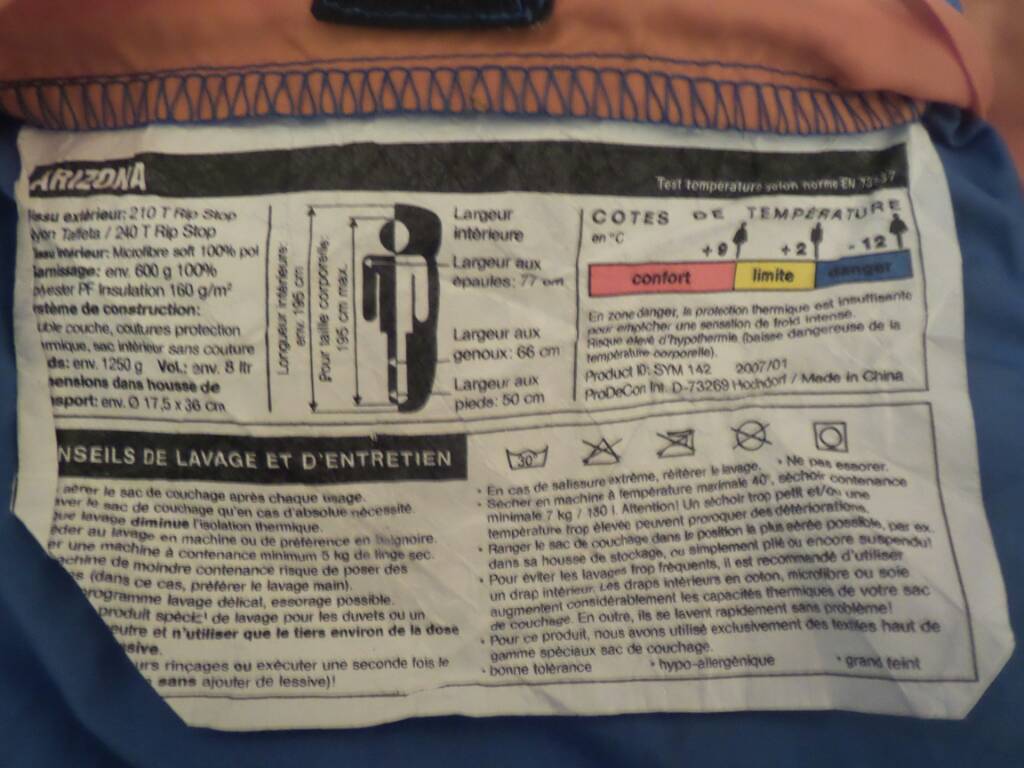 ARIZONA
Test température selon norme EN
issu extérieur: 210 T Rip Stop
Taffeta / 240 T Rip Stop
intérieur: Microfibre soft 100% pol
env. 600 g 100%
PF Insulation 160 g/m²
stème de construction:
uble couche, coutures protection
rmique, sac intérieur sans couture
ds: env. 1250 g Vol.: env. 8 ltr
ensions dans housse de
sport: env. Ø 17,5 x 36 cm
Longueur intérieure:
env. 195 cm
Pour taille corporelle:
195 cm max.
Largeur
intérieure
Largeur aux
épaules: 77 cm
Largeur aux
genoux: 66 cm
Largeur aux
pieds: 50 cm
COTES DE TEMPÉRATURE
en °C
+9 +2 -12
confort limite danger
En zone danger, la protection thermique est insuffisante
pour empêcher une sensation de froid intense.
Risque élevé d'hypothermie (baisse dangereuse de la
température corporelle).
Product ID: SYM 142 2007/01
ProDeCon Int. D-73269 Hochdorf / Made in China
NSEILS DE LAVAGE ET D'ENTRETIEN
aérer le sac de couchage après chaque usage.
aver le sac de couchage qu'en cas d'absolue nécessité.
que lavage diminue l'isolation thermique.
éder au lavage en machine ou de préférence en baignoire.
er une machine à contenance minimum 5 kg de linge sec.
achine de moindre contenance risque de poser des
es (dans ce cas, préférer le lavage main).
programme lavage délicat, essorage possible.
produit spécial de lavage pour les duvets ou un
eutre et n'utiliser que le tiers environ de la dose
sive.
urs rinçages ou exécuter une seconde fois le
sans ajouter de lessive)!
30°
• En cas de salissure extrême, réitérer le lavage. • Ne pas essorer.
• Sécher en machine à température maximale 40°, séchoir contenance
minimale 7 kg / 180 l. Attention! Un séchoir trop petit et/ou une
température trop élevée peuvent provoquer des détériorations.
• Ranger le sac de couchage dans la position la plus aérée possible, par ex.
dans sa housse de stockage, ou simplement plié ou encore suspendu!
• Pour éviter les lavages trop fréquents, il est recommandé d'utiliser
un drap intérieur. Les draps intérieurs en coton, microfibre ou soie
augmentent considérablement les capacités thermiques de votre sac
de couchage. En outre, ils se lavent rapidement sans problème!
• Pour ce produit, nous avons utilisé exclusivement des textiles haut de
gamme spéciaux sac de couchage.
• bonne tolérance • hypo-allergénique • grand teint